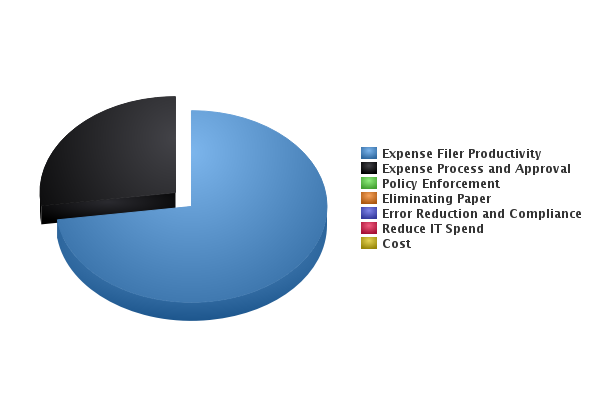 Expense Filer Productivity
Expense Process and Approval
Policy Enforcement
Eliminating Paper
Error Reduction and Compliance
Reduce IT Spend
Cost